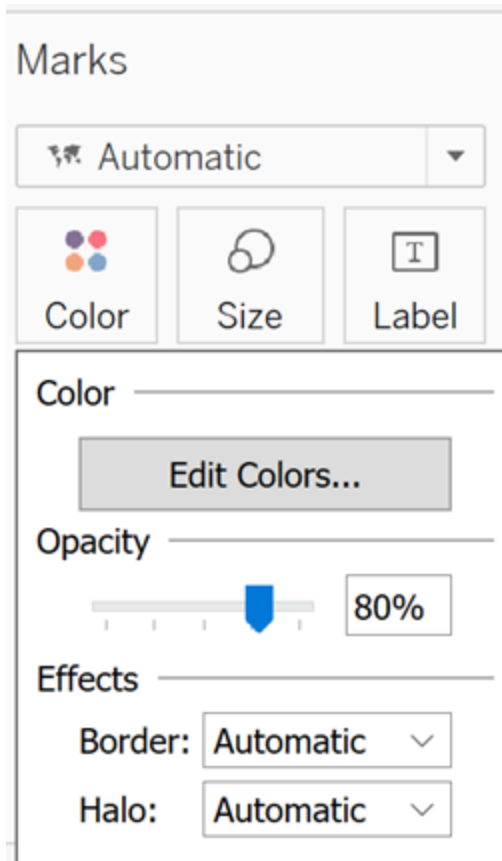 Marks
Automatic
Color Size Label
Color
Edit Colors...
Opacity
80%
Effects
Border: Automatic
Halo: Automatic